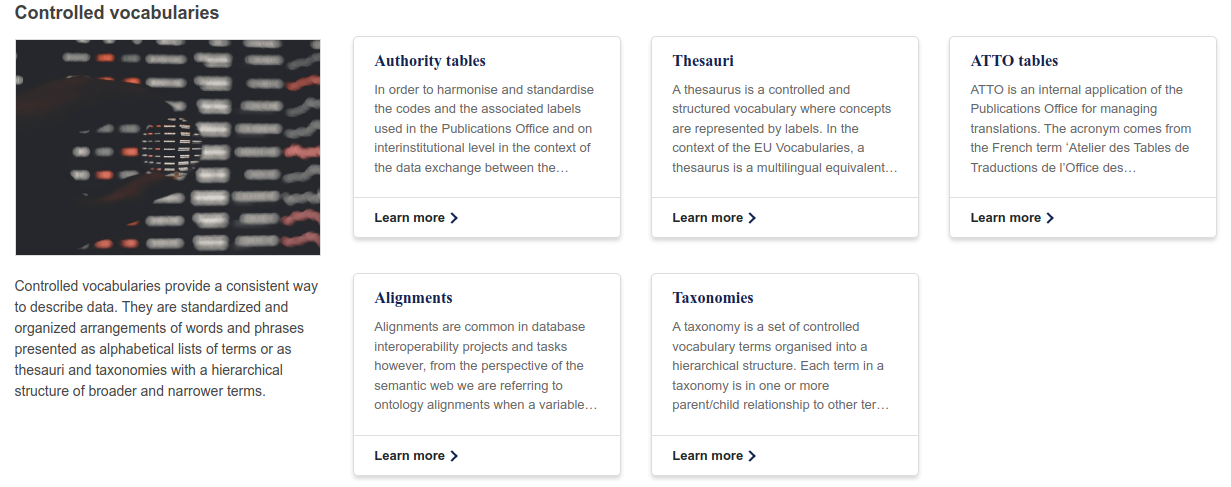 Controlled vocabularies
Controlled vocabularies provide a consistent way
to describe data. They are standardized and
organized arrangements of words and phrases
presented as alphabetical lists of terms or as
thesauri and taxonomies with a hierarchical
structure of broader and narrower terms.
Authority tables
In order to harmonise and standardise
the codes and the associated labels
used in the Publications Office and on
interinstitutional level in the context of
the data exchange between the…
Learn more
Thesauri
A thesaurus is a controlled and
structured vocabulary where concepts
are represented by labels. In the
context of the EU Vocabularies, a
thesaurus is a multilingual equivalent…
Learn more
ATTO tables
ATTO is an internal application of the
Publications Office for managing
translations. The acronym comes from
the French term ‘Atelier des Tables de
Traductions de l’Office des…
Learn more
Alignments
Alignments are common in database
interoperability projects and tasks
however, from the perspective of the
semantic web we are referring to
ontology alignments when a variable…
Learn more
Taxonomies
A taxonomy is a set of controlled
vocabulary terms organised into a
hierarchical structure. Each term in a
taxonomy is in one or more
parent/child relationship to other ter…
Learn more